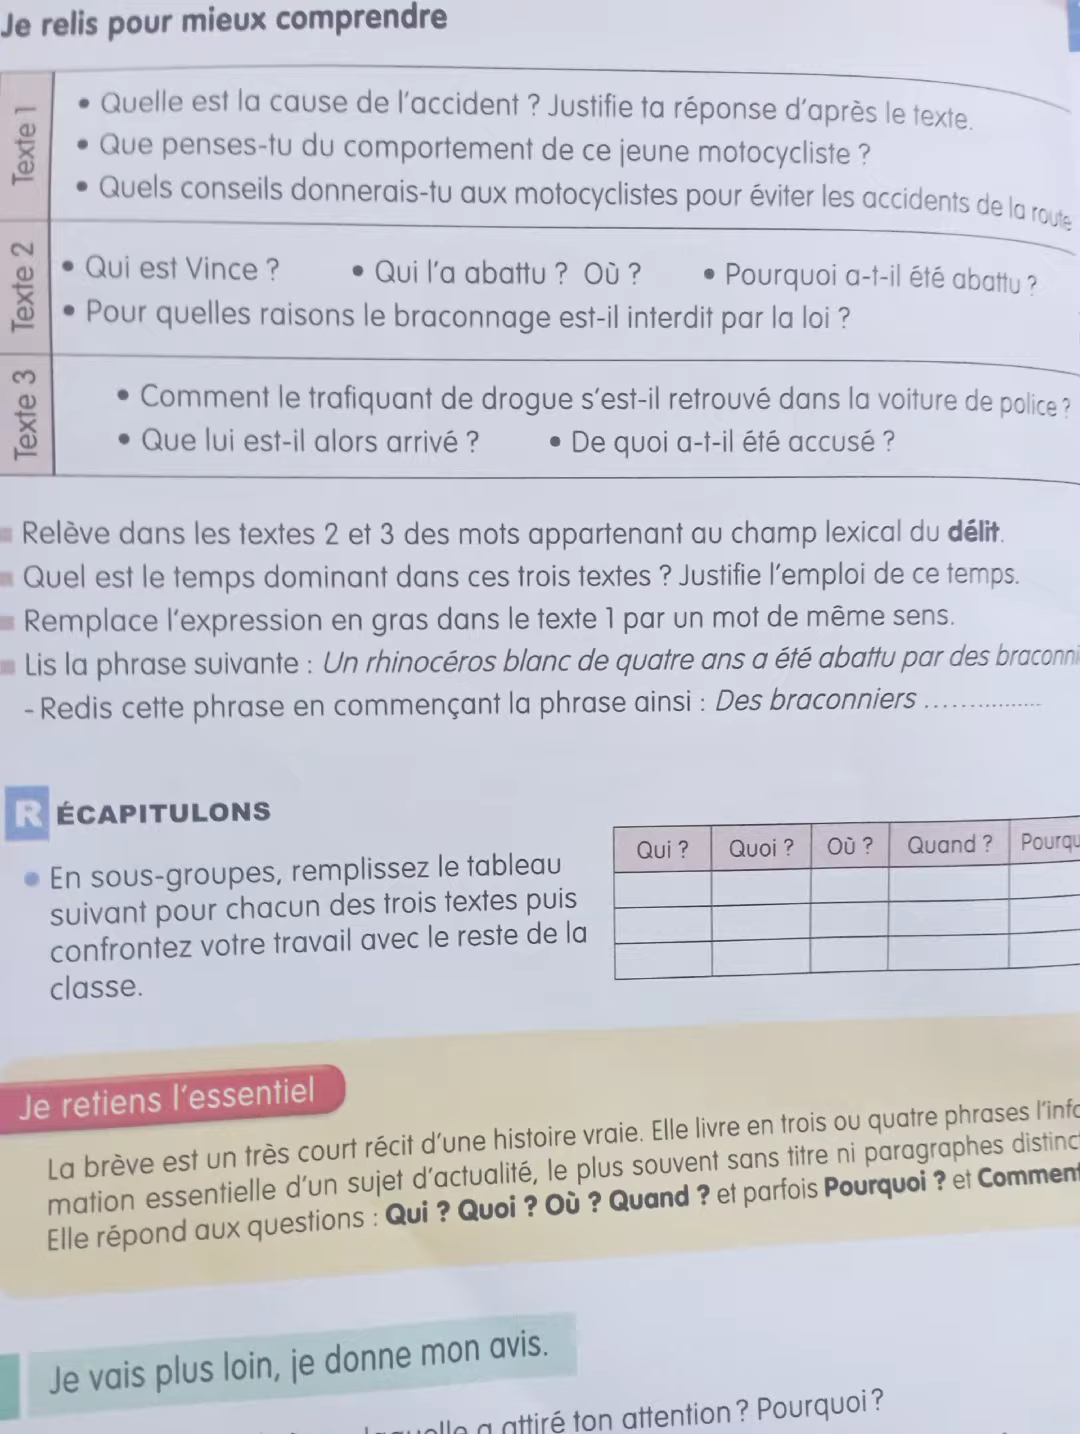 Je relis pour mieux comprendre
Texte 1
• Quelle est la cause de l'accident ? Justifie ta réponse d'après le texte.
• Que penses-tu du comportement de ce jeune motocycliste ?
• Quels conseils donnerais-tu aux motocyclistes pour éviter les accidents de la route
Texte 2
• Qui est Vince ? • Qui l'a abattu ? Où ? • Pourquoi a-t-il été abattu ?
• Pour quelles raisons le braconnage est-il interdit par la loi ?
Texte 3
• Comment le trafiquant de drogue s'est-il retrouvé dans la voiture de police ?
• Que lui est-il alors arrivé ? • De quoi a-t-il été accusé ?
Relève dans les textes 2 et 3 des mots appartenant au champ lexical du délit.
Quel est le temps dominant dans ces trois textes ? Justifie l'emploi de ce temps.
Remplace l'expression en gras dans le texte 1 par un mot de même sens.
Lis la phrase suivante : Un rhinocéros blanc de quatre ans a été abattu par des braconni
- Redis cette phrase en commençant la phrase ainsi : Des braconniers ................
RÉCAPITULONS
• En sous-groupes, remplissez le tableau
suivant pour chacun des trois textes puis
confrontez votre travail avec le reste de la
classe.
Qui ? Quoi ? Où ? Quand ? Pourqu
Je retiens l'essentiel
La brève est un très court récit d'une histoire vraie. Elle livre en trois ou quatre phrases l'info
mation essentielle d'un sujet d'actualité, le plus souvent sans titre ni paragraphes distinc
Elle répond aux questions : Qui ? Quoi ? Où ? Quand ? et parfois Pourquoi ? et Comment
Je vais plus loin, je donne mon avis.
a attiré ton attention ? Pourquoi ?